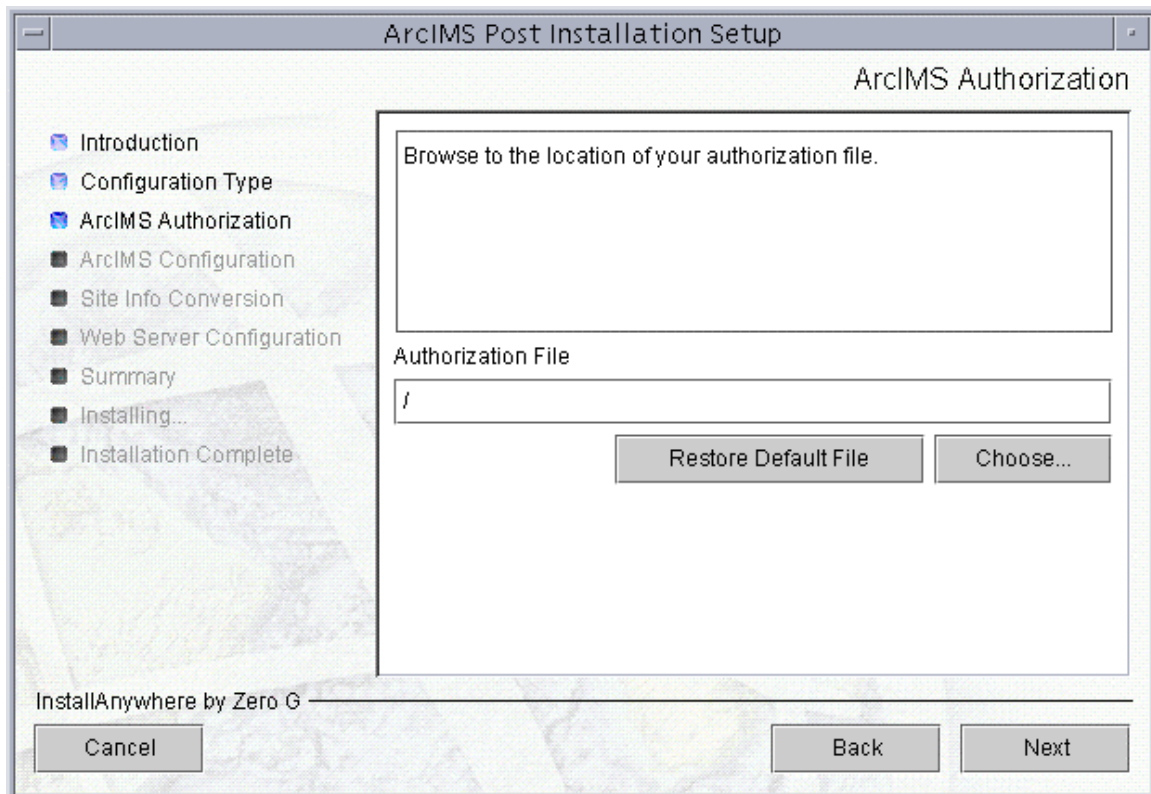 ArcIMS Post Installation Setup
ArcIMS Authorization
Introduction
Configuration Type
ArcIMS Authorization
ArcIMS Configuration
Site Info Conversion
Web Server Configuration
Summary
Installing...
Installation Complete
Browse to the location of your authorization file.
Authorization File
/
Restore Default File
Choose...
InstallAnywhere by Zero G
Cancel
Back
Next